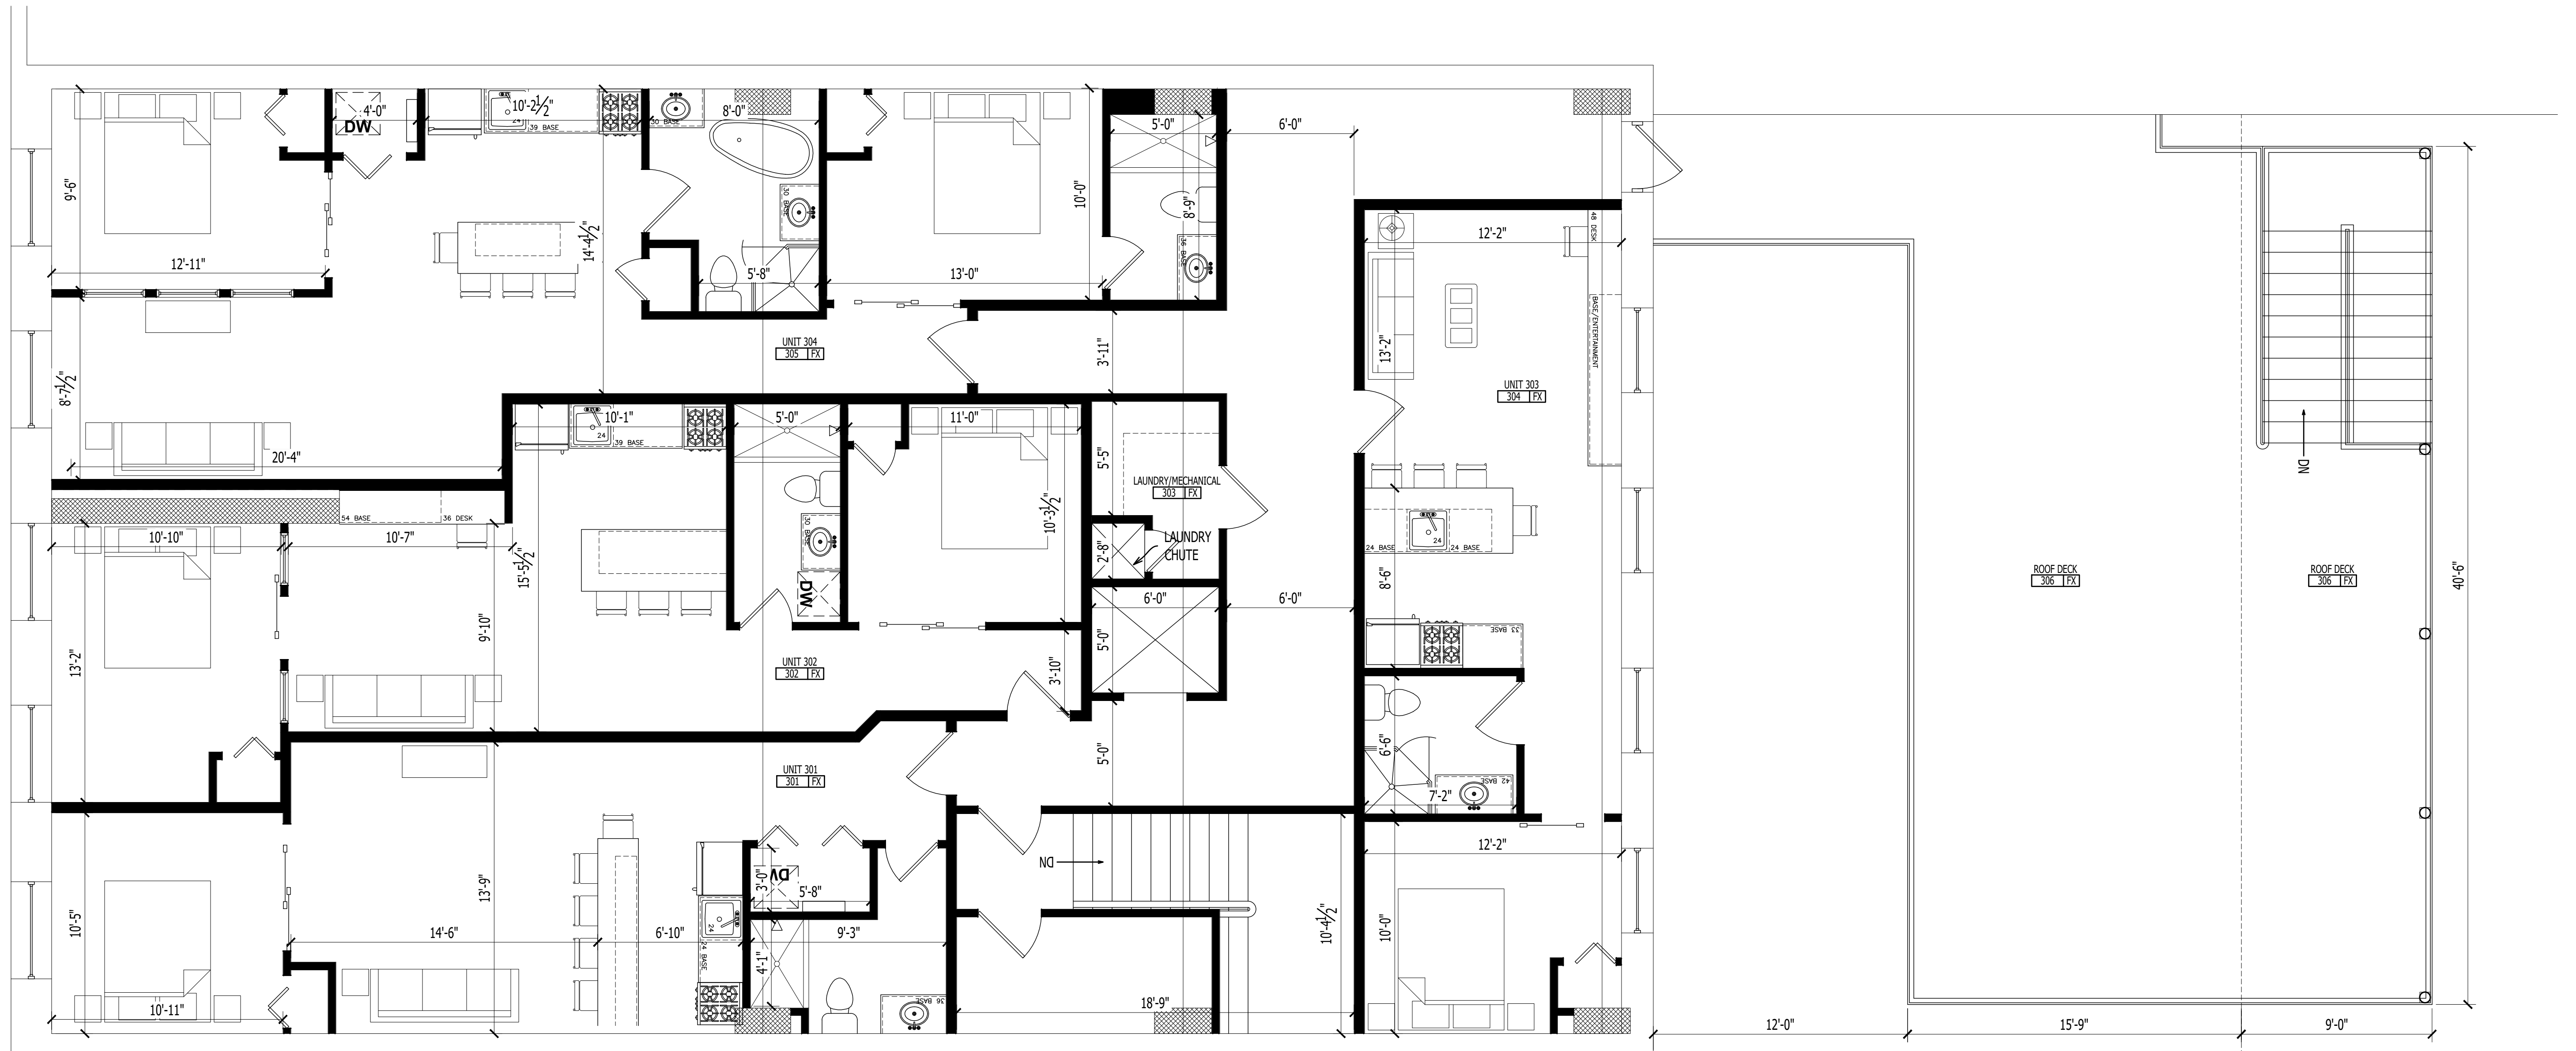 4'-0"
DW
10'-2 1/2"
24
39 BASE
30 BASE
8'-0"
5'-0"
6'-0"
9'-6"
12'-11"
14'-4 1/2"
30 BASE
5'-8"
13'-0"
10'-0"
8'-9"
36 BASE
12'-2"
48 DESK
13'-2"
BASE/ENTERTAINMENT
8'-7 1/2"
UNIT 304
305 FX
3'-11"
UNIT 303
304 FX
20'-4"
10'-1"
24
39 BASE
5'-0"
11'-0"
5'-5"
LAUNDRY/MECHANICAL
303 FX
DN
54 BASE
36 DESK
10'-10"
10'-7"
15'-5 1/2"
30 BASE
DW
10'-3 1/2"
2'-8"
LAUNDRY
CHUTE
24 BASE
24
24 BASE
8'-6"
ROOF DECK
306 FX
ROOF DECK
306 FX
40'-6"
6'-0"
6'-0"
33 BASE
13'-2"
9'-10"
UNIT 302
302 FX
3'-10"
5'-0"
5'-0"
6'-6"
42 BASE
7'-2"
UNIT 301
301 FX
DN
12'-2"
3'-0"
DW
5'-8"
10'-5"
13'-9"
14'-6"
6'-10"
24
24 BASE
9'-3"
4'-1"
36 BASE
10'-4 1/2"
10'-0"
10'-11"
18'-9"
12'-0"
15'-9"
9'-0"